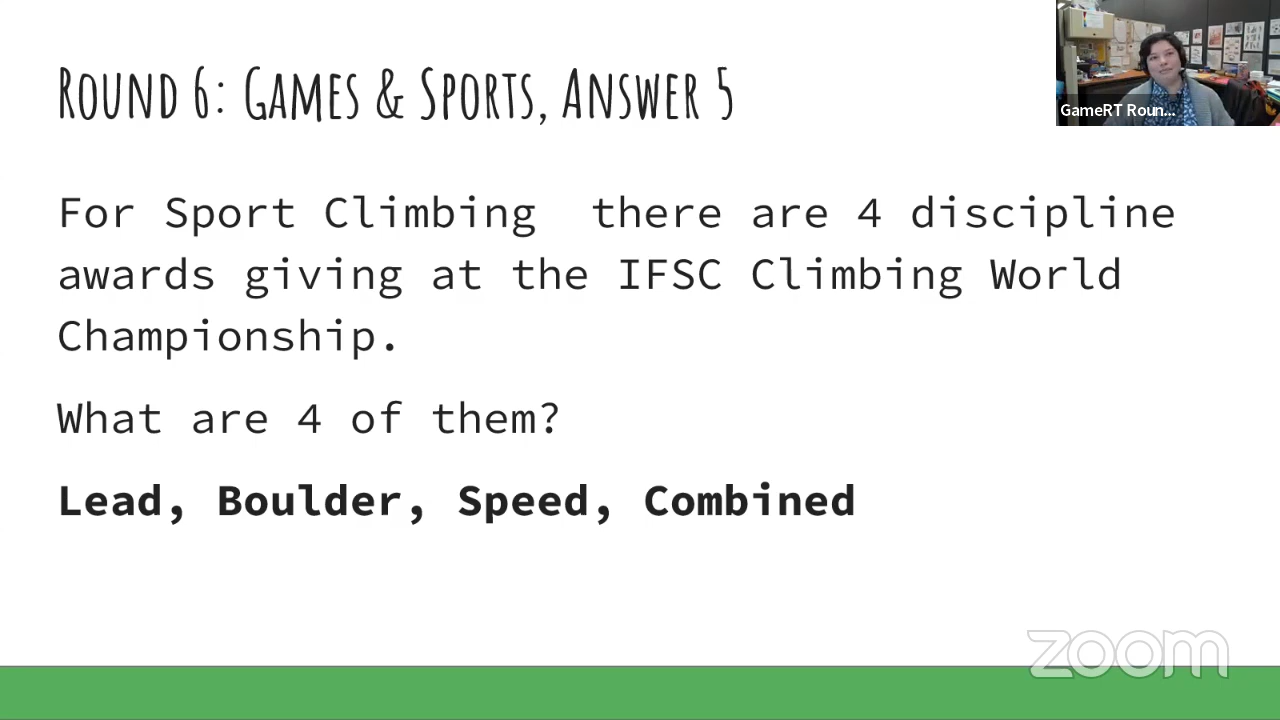 Round 6: Games & Sports, Answer 5
GameRT Roun...
For Sport Climbing  there are 4 discipline
awards giving at the IFSC Climbing World
Championship.
What are 4 of them?
Lead, Boulder, Speed, Combined
zoom